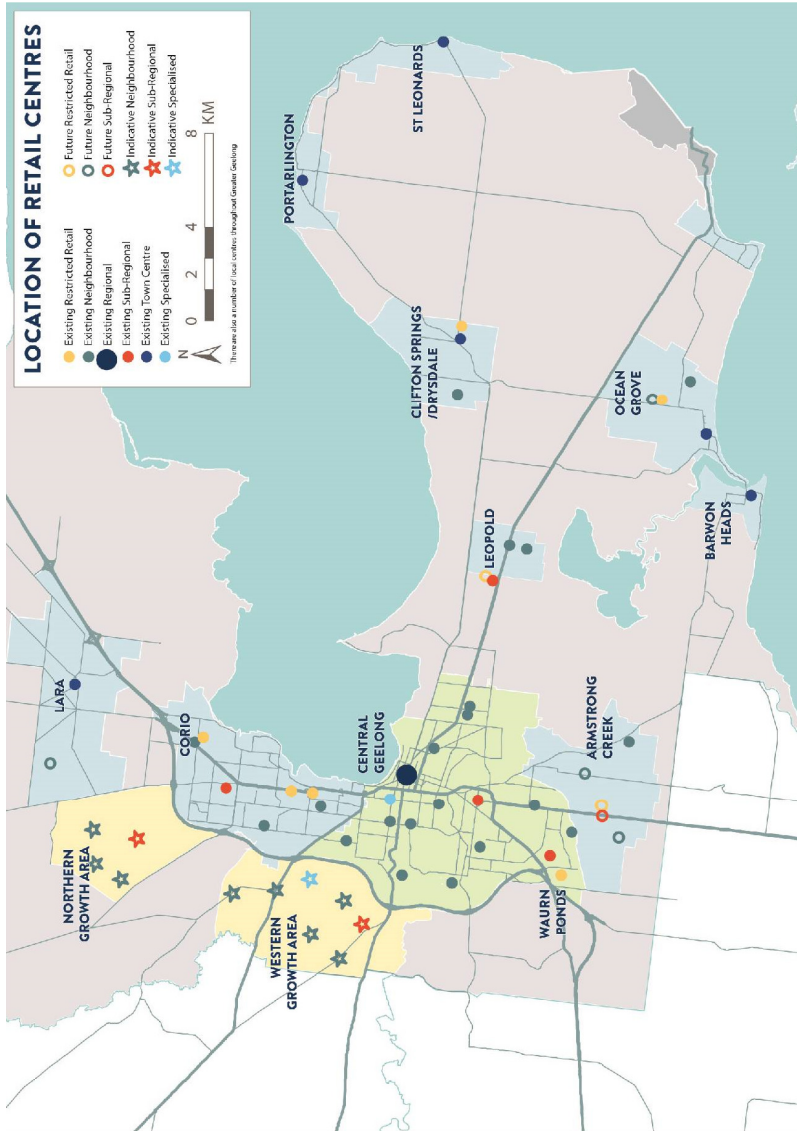 LOCATION OF RETAIL CENTRES
Existing Restricted Retail
Existing Neighbourhood
Existing Regional
Existing Sub-Regional
Existing Town Centre
Existing Specialised
Future Restricted Retail
Future Neighbourhood
Future Sub-Regional
Indicative Neighbourhood
Indicative Sub-Regional
Indicative Specialised
N
0 2 4 8
KM
There are also a number of local centres throughout Greater Geelong
NORTHERN
GROWTH AREA
LARA
CORIO
WESTERN
GROWTH AREA
CENTRAL
GEELONG
PORTARLINGTON
ST LEONARDS
CLIFTON SPRINGS
/DRYSDALE
LEOPOLD
OCEAN
GROVE
BARWON
HEADS
ARMSTRONG
CREEK
WAURN
PONDS